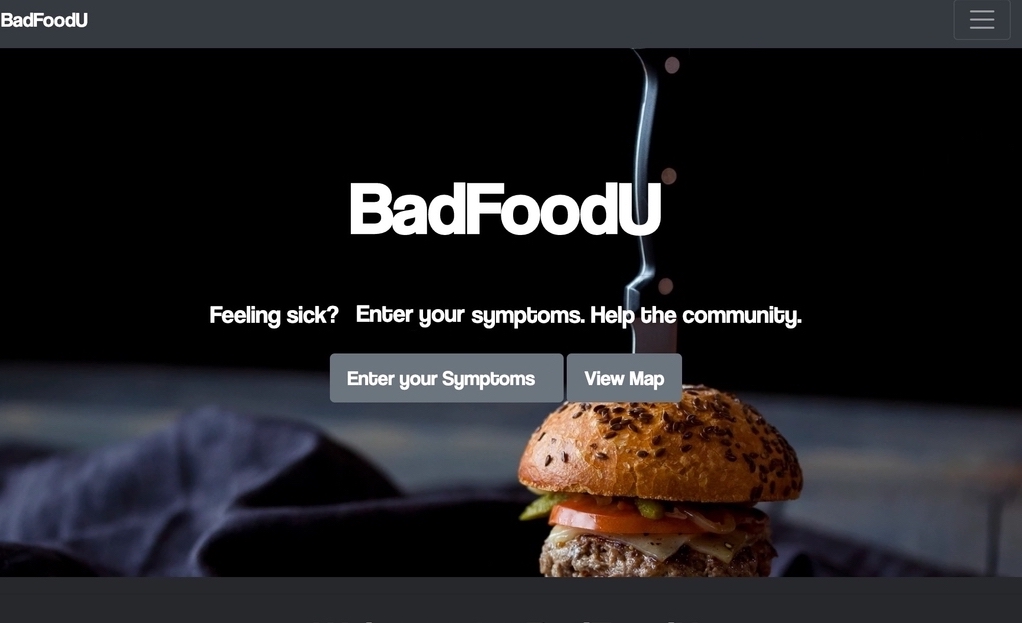 BadFoodU
BadFoodU
Feeling sick? Enter your symptoms. Help the community.
Enter your Symptoms
View Map